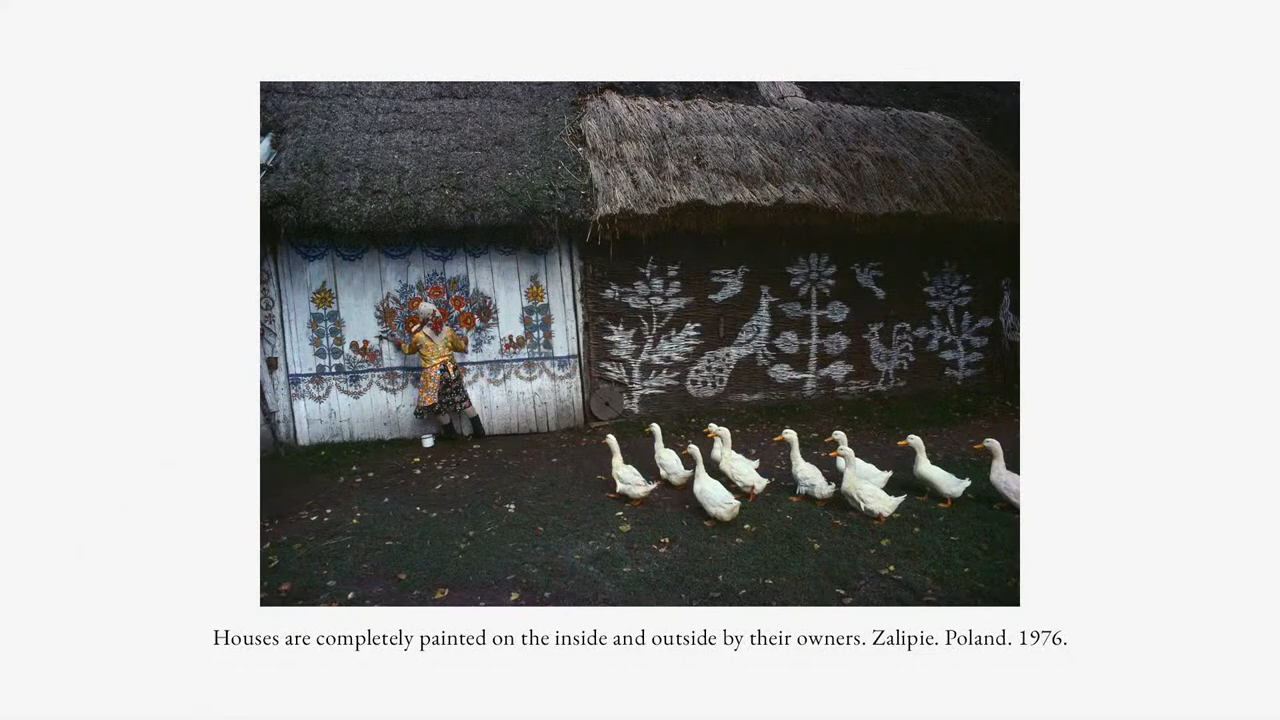 Houses are completely painted on the inside and outside by their owners. Zalipie. Poland. 1976.